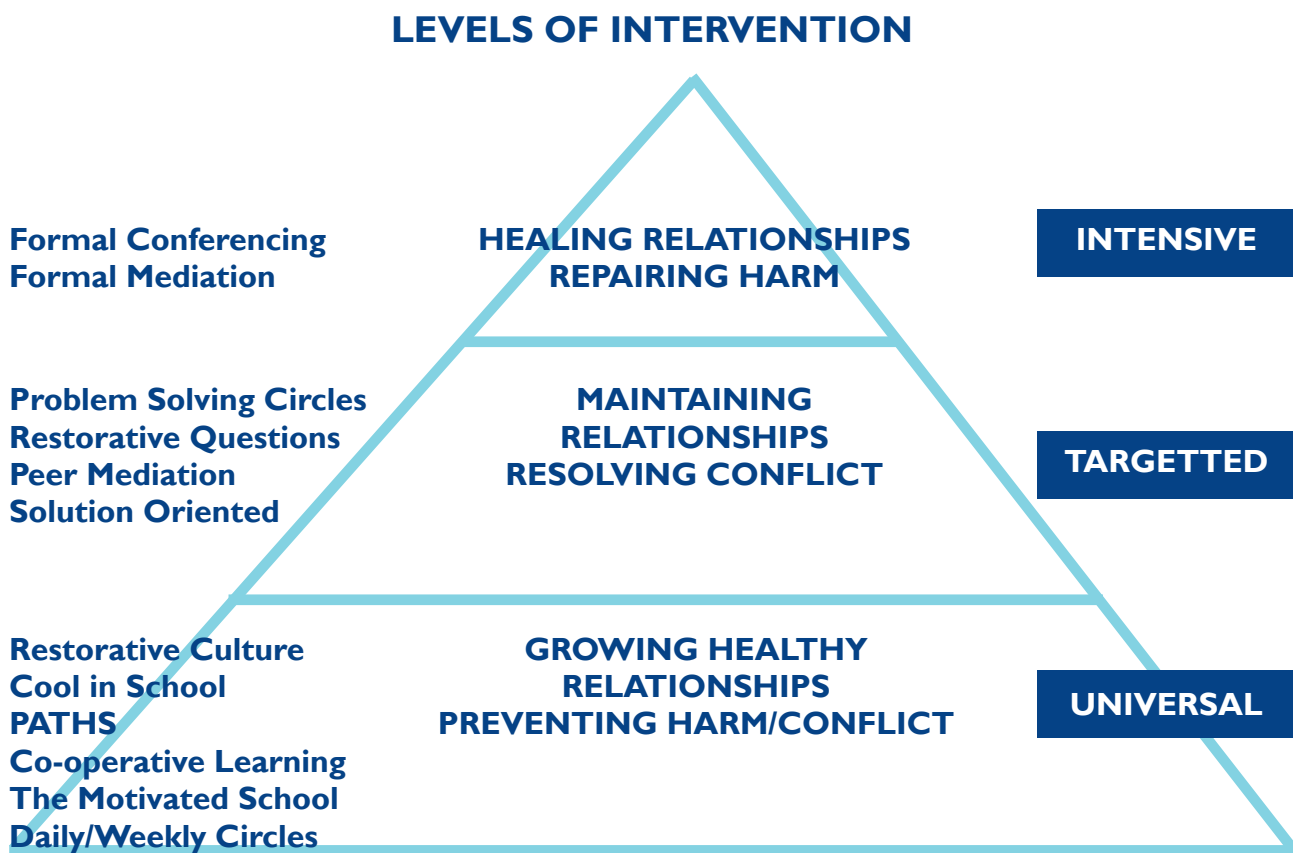 LEVELS OF INTERVENTION
Formal Conferencing
Formal Mediation
HEALING RELATIONSHIPS
REPAIRING HARM
INTENSIVE
Problem Solving Circles
Restorative Questions
Peer Mediation
Solution Oriented
MAINTAINING
RELATIONSHIPS
RESOLVING CONFLICT
TARGETTED
Restorative Culture
Cool in School
PATHS
Co-operative Learning
The Motivated School
Daily/Weekly Circles
GROWING HEALTHY
RELATIONSHIPS
PREVENTING HARM/CONFLICT
UNIVERSAL